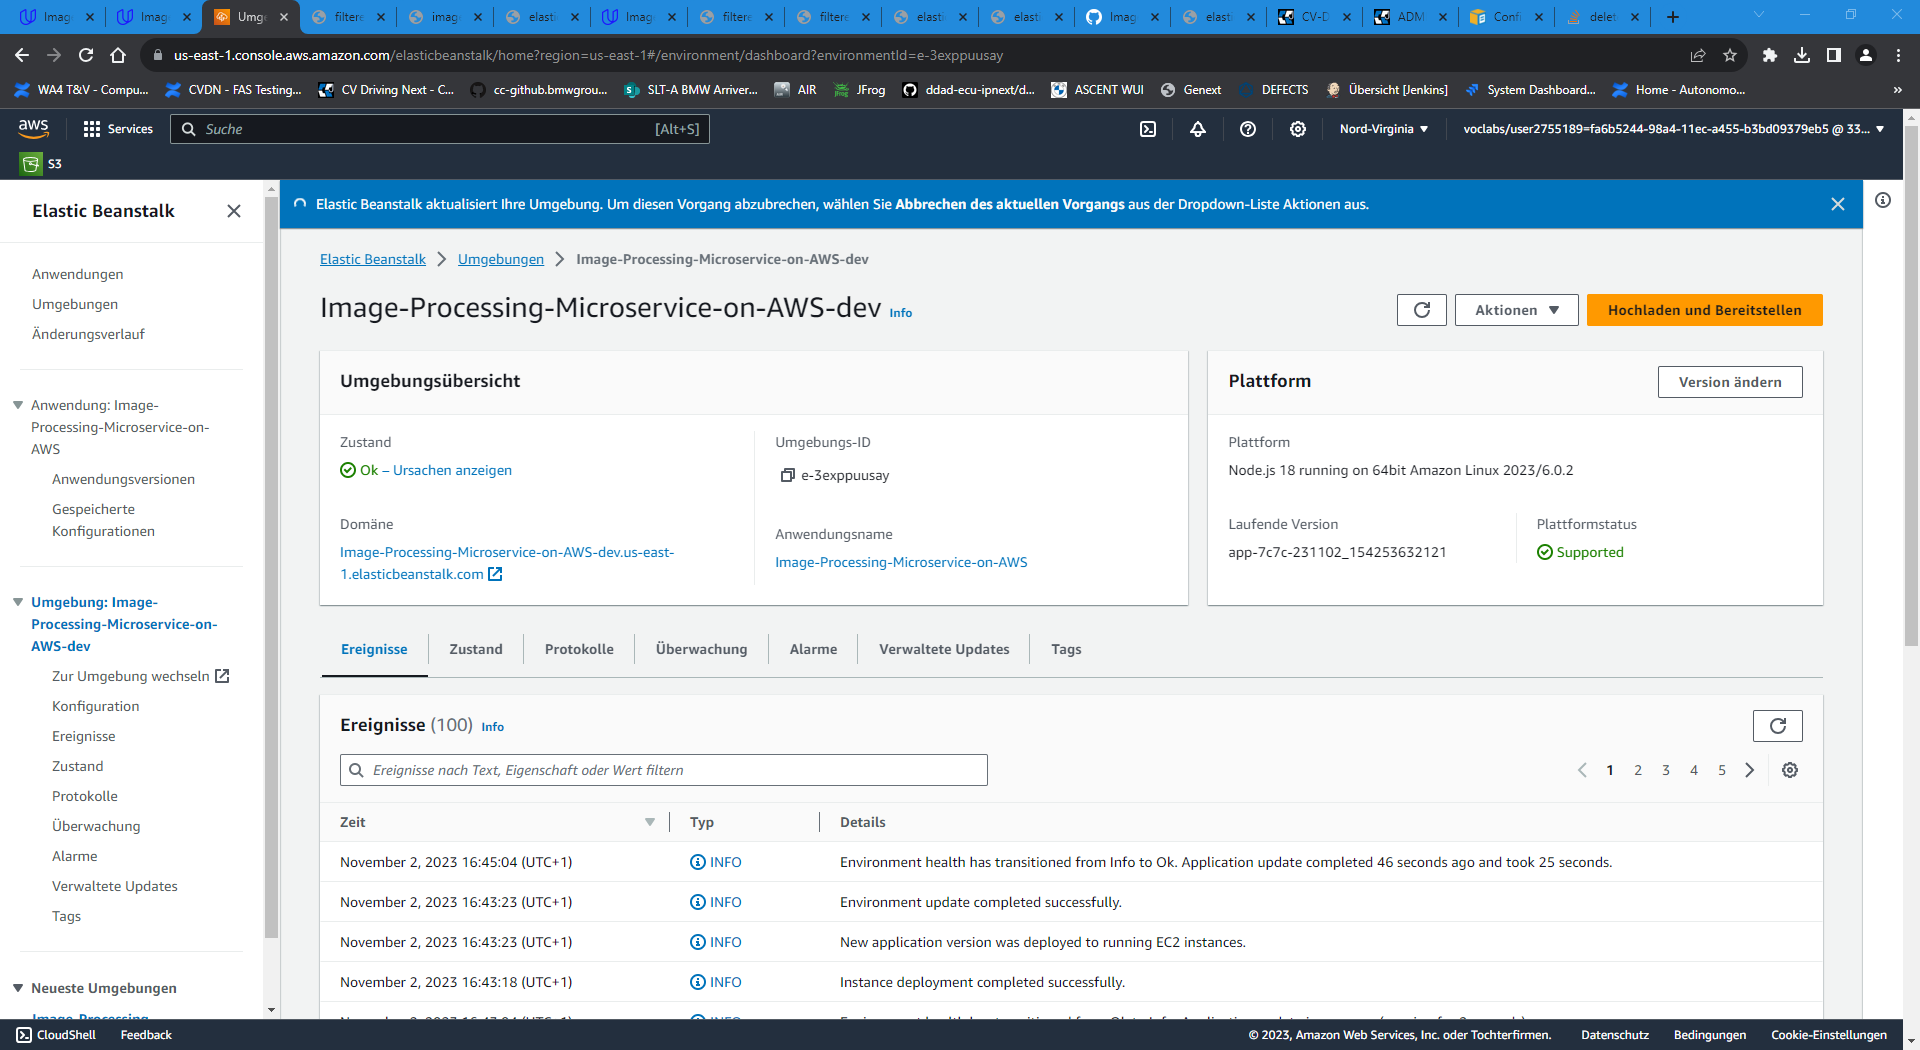 Imag
Imag
Umg
filtere
image
elasti
Image
filtere
filtere
elasti
elasti
Imag
elasti
CV-D
ADM
Confi
delet
us-east-1.console.aws.amazon.com/elasticbeanstalk/home?region=us-east-1#/environment/dashboard?environmentId=e-3exppuusay
WA4 T&V - Compu...
CVDN - FAS Testing...
CV Driving Next - C...
cc-github.bmwgrou...
SLT-A BMW Arriver...
AIR
JFrog
ddad-ecu-ipnext/d...
ASCENT WUI
Genext
DEFECTS
Übersicht [Jenkins]
System Dashboard...
Home - Autonomo...
»
aws
Services
Suche
[Alt+S]
Nord-Virginia
voclabs/user2755189=fa6b5244-98a4-11ec-a455-b3bd09379eb5 @ 33...
S3
Elastic Beanstalk
Anwendungen
Umgebungen
Änderungsverlauf
Anwendung: Image-
Processing-Microservice-on-
AWS
Anwendungsversionen
Gespeicherte
Konfigurationen
Umgebung: Image-
Processing-Microservice-on-
AWS-dev
Zur Umgebung wechseln
Konfiguration
Ereignisse
Zustand
Protokolle
Überwachung
Alarme
Verwaltete Updates
Tags
Neueste Umgebungen
Image-Processing-
Elastic Beanstalk aktualisiert Ihre Umgebung. Um diesen Vorgang abzubrechen, wählen Sie Abbrechen des aktuellen Vorgangs aus der Dropdown-Liste Aktionen aus.
Elastic Beanstalk
Umgebungen
Image-Processing-Microservice-on-AWS-dev
Image-Processing-Microservice-on-AWS-dev Info
Aktionen
Hochladen und Bereitstellen
Umgebungsübersicht
Zustand
Ok – Ursachen anzeigen
Domäne
Image-Processing-Microservice-on-AWS-dev.us-east-
1.elasticbeanstalk.com
Umgebungs-ID
e-3exppuusay
Anwendungsname
Image-Processing-Microservice-on-AWS
Plattform
Version ändern
Plattform
Node.js 18 running on 64bit Amazon Linux 2023/6.0.2
Laufende Version
app-7c7c-231102_154253632121
Plattformstatus
Supported
Ereignisse
Zustand
Protokolle
Überwachung
Alarme
Verwaltete Updates
Tags
Ereignisse (100) Info
Ereignisse nach Text, Eigenschaft oder Wert filtern
1 2 3 4 5
Zeit Typ Details
November 2, 2023 16:45:04 (UTC+1) INFO Environment health has transitioned from Info to Ok. Application update completed 46 seconds ago and took 25 seconds.
November 2, 2023 16:43:23 (UTC+1) INFO Environment update completed successfully.
November 2, 2023 16:43:23 (UTC+1) INFO New application version was deployed to running EC2 instances.
November 2, 2023 16:43:18 (UTC+1) INFO Instance deployment completed successfully.
CloudShell
Feedback
© 2023, Amazon Web Services, Inc. oder Tochterfirmen.
Datenschutz
Bedingungen
Cookie-Einstellungen